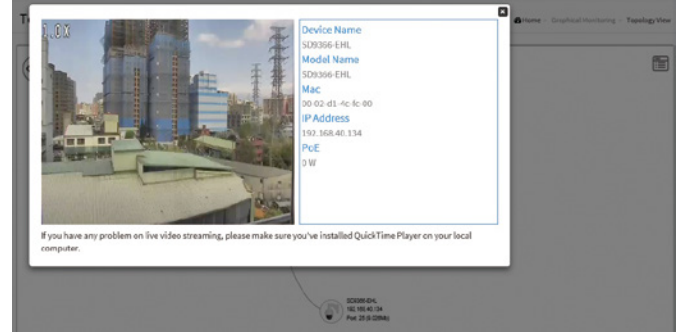 Home - Graphical Monitoring - Topology View
1.0X
Device Name
SD9366-EHL
Model Name
SD9366-EHL
Mac
00-02-d1-4c-fc-00
IP Address
192.168.40.134
PoE
0 W
If you have any problem on live video streaming, please make sure you've installed QuickTime Player on your local
computer.
SD9366-EHL
192.168.40.134